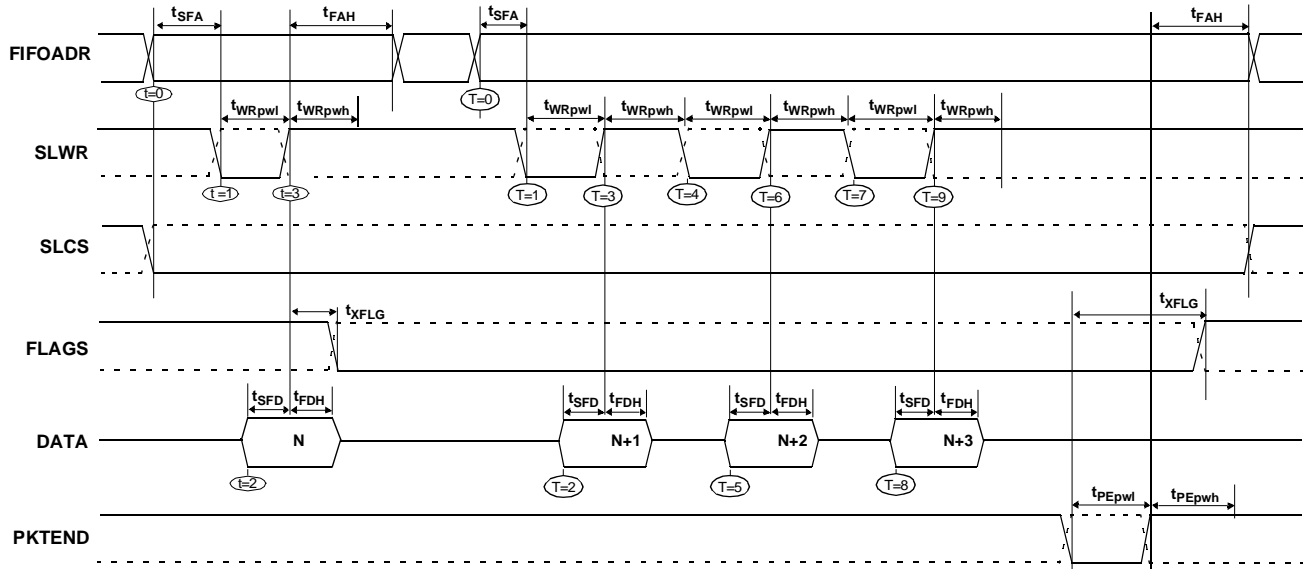 tSFA tFAH tSFA tFAH
FIFOADR
t=0 T=0
tWRpwl tWRpwh tWRpwl tWRpwh tWRpwl tWRpwh tWRpwl tWRpwh
SLWR
t=1 t=3 T=1 T=3 T=4 T=6 T=7 T=9
SLCS
tXFLG tXFLG
FLAGS
tSFD tFDH tSFD tFDH tSFD tFDH tSFD tFDH
DATA N N+1 N+2 N+3
t=2 T=2 T=5 T=8
tPEpwl tPEpwh
PKTEND